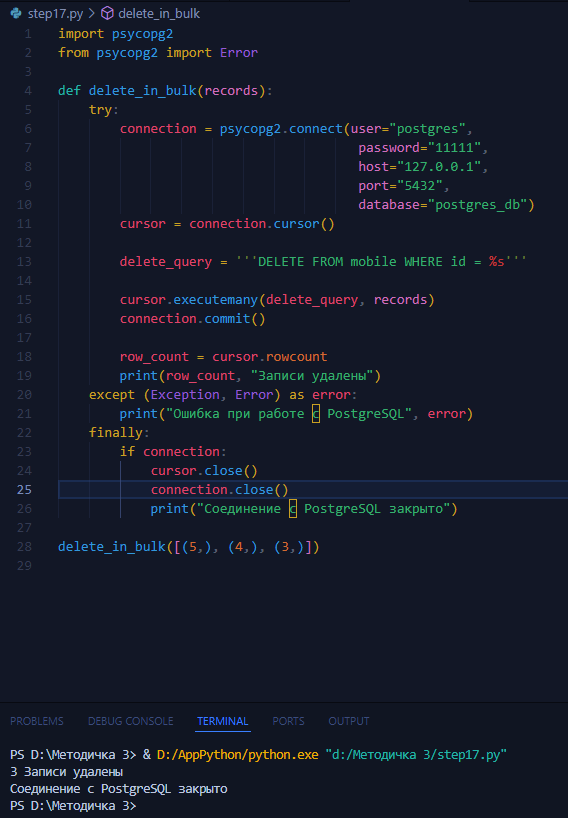 step17.py > delete_in_bulk
1 import psycopg2
2 from psycopg2 import Error
3
4 def delete_in_bulk(records):
5     try:
6         connection = psycopg2.connect(user="postgres",
7                                       password="11111",
8                                       host="127.0.0.1",
9                                       port="5432",
10                                       database="postgres_db")
11         cursor = connection.cursor()
12
13         delete_query = '''DELETE FROM mobile WHERE id = %s'''
14
15         cursor.executemany(delete_query, records)
16         connection.commit()
17
18         row_count = cursor.rowcount
19         print(row_count, "Записи удалены")
20     except (Exception, Error) as error:
21         print("Ошибка при работе с PostgreSQL", error)
22     finally:
23         if connection:
24             cursor.close()
25             connection.close()
26             print("Соединение с PostgreSQL закрыто")
27
28 delete_in_bulk([(5,), (4,), (3,)])
29
PROBLEMS DEBUG CONSOLE TERMINAL PORTS OUTPUT
PS D:\Методичка 3> & D:/AppPython/python.exe "d:/Методичка 3/step17.py"
3 Записи удалены
Соединение с PostgreSQL закрыто
PS D:\Методичка 3>